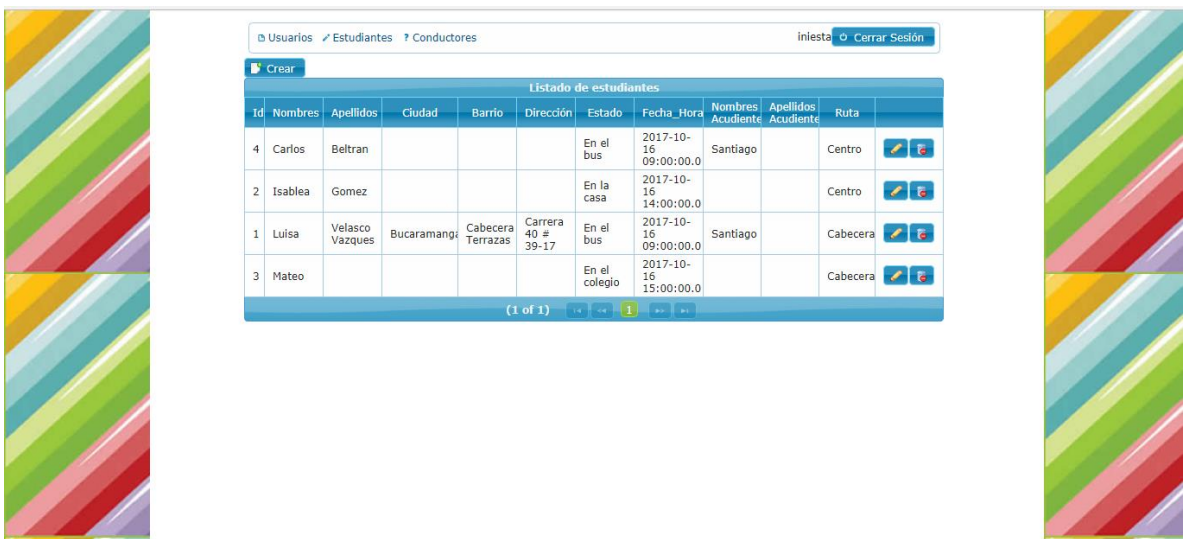 Usuarios Estudiantes ? Conductores iniesta Cerrar Sesión
Crear
Listado de estudiantes
Id Nombres Apellidos Ciudad Barrio Dirección Estado Fecha_Hora Nombres Acudiente Apellidos Acudiente Ruta
4 Carlos Beltran En el bus 2017-10-16 09:00:00.0 Santiago Centro
2 Isablea Gomez En la casa 2017-10-16 14:00:00.0 Centro
1 Luisa Velasco Vazques Bucaramanga Cabecera Terrazas Carrera 40 # 39-17 En el bus 2017-10-16 09:00:00.0 Santiago Cabecera
3 Mateo En el colegio 2017-10-16 15:00:00.0 Cabecera
(1 of 1) 1